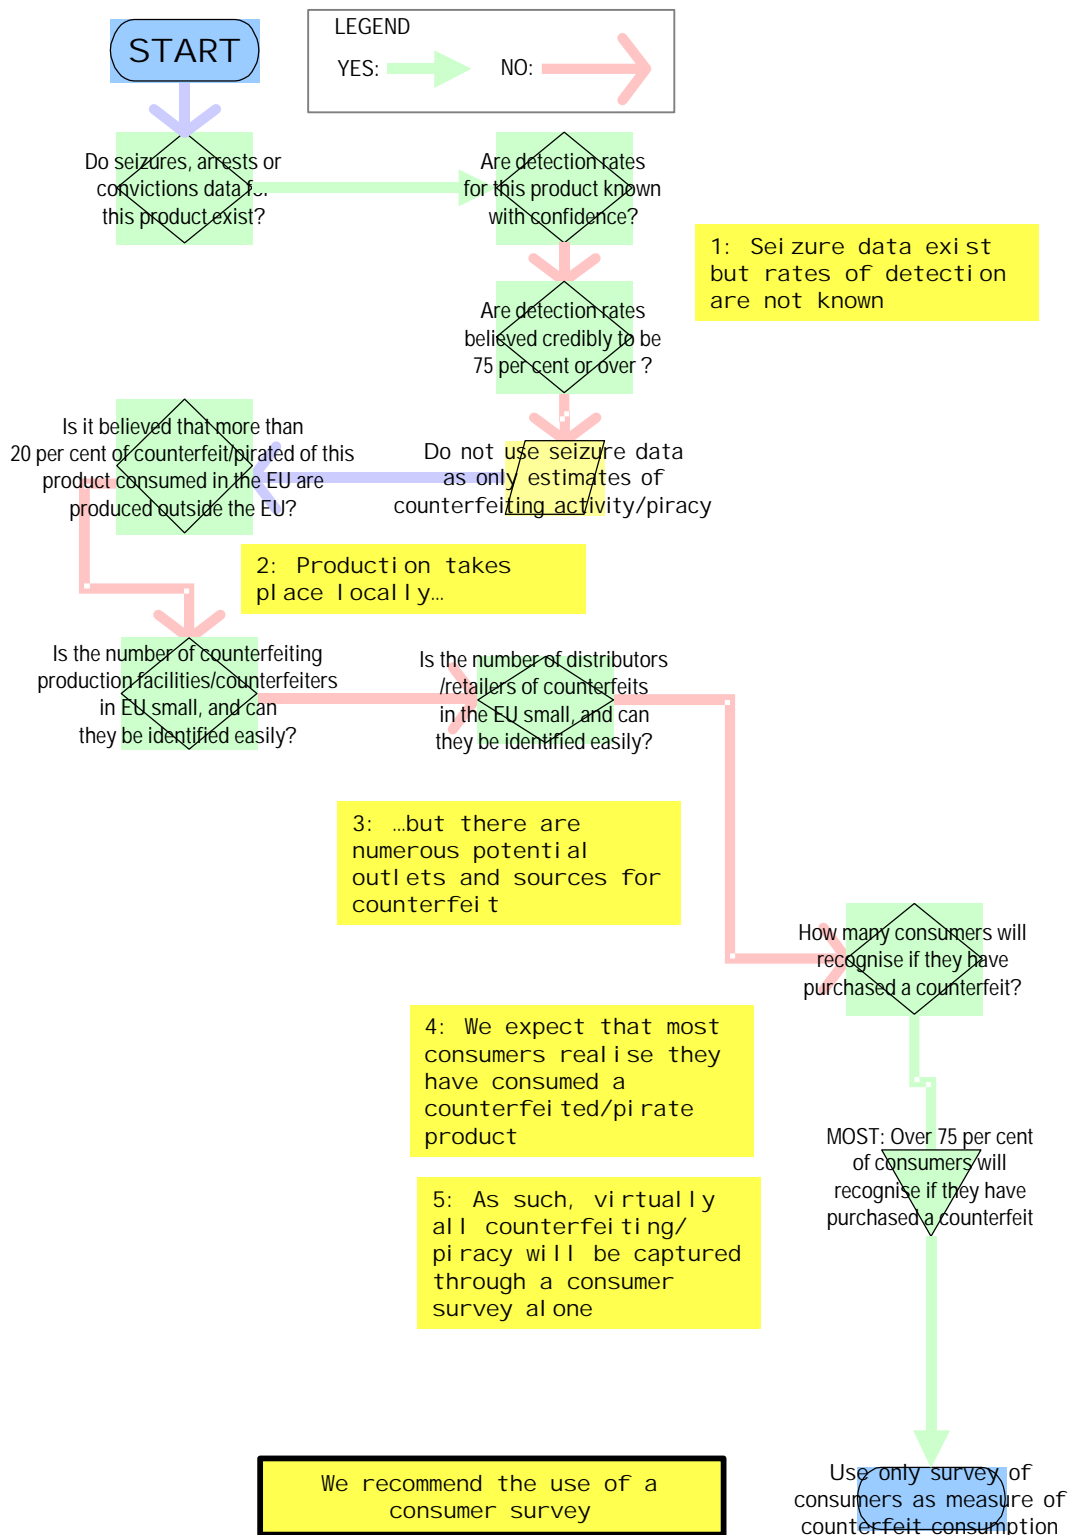 START
LEGEND
YES:
NO:
Do seizures, arrests or
convictions data for
this product exist?
Are detection rates
for this product known
with confidence?
1: Seizure data exist
but rates of detection
are not known
Are detection rates
believed credibly to be
75 per cent or over ?
Is it believed that more than
20 per cent of counterfeit/pirated of this
product consumed in the EU are
produced outside the EU?
Do not use seizure data
as only estimates of
counterfeiting activity/piracy
2: Production takes
place locally…
Is the number of counterfeiting
production facilities/counterfeiters
in EU small, and can
they be identified easily?
Is the number of distributors
/retailers of counterfeits
in the EU small, and can
they be identified easily?
3: …but there are
numerous potential
outlets and sources for
counterfeit
How many consumers will
recognise if they have
purchased a counterfeit?
4: We expect that most
consumers realise they
have consumed a
counterfeited/pirate
product
MOST: Over 75 per cent
of consumers will
recognise if they have
purchased a counterfeit
5: As such, virtually
all counterfeiting/
piracy will be captured
through a consumer
survey alone
We recommend the use of a
consumer survey
Use only survey of
consumers as measure of
counterfeit consumption